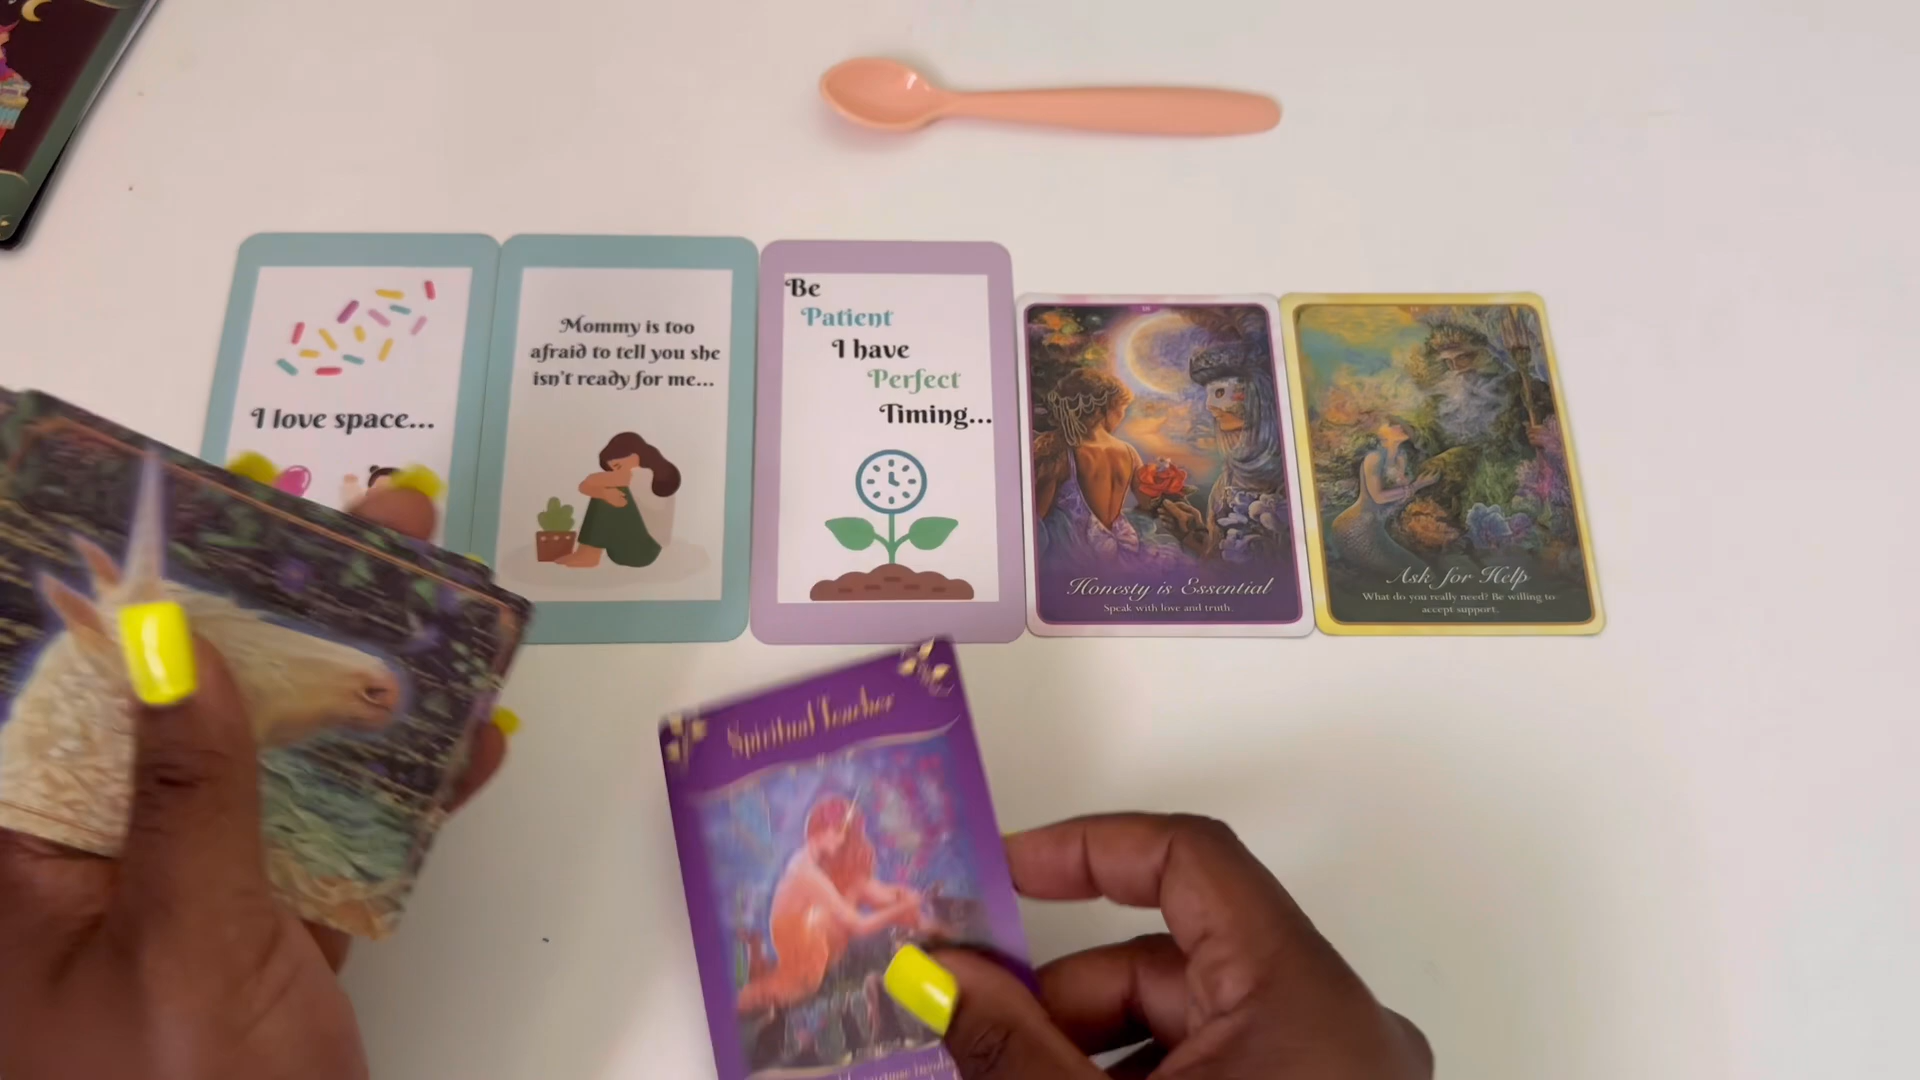 I love space...
Mommy is too
afraid to tell you she
isn't ready for me...
Be
Patient
I have
Perfect
Timing...
Honesty is Essential
Speak with love and truth.
Ask for Help
What do you really need? Be willing to
accept support.
Spiritual Teacher